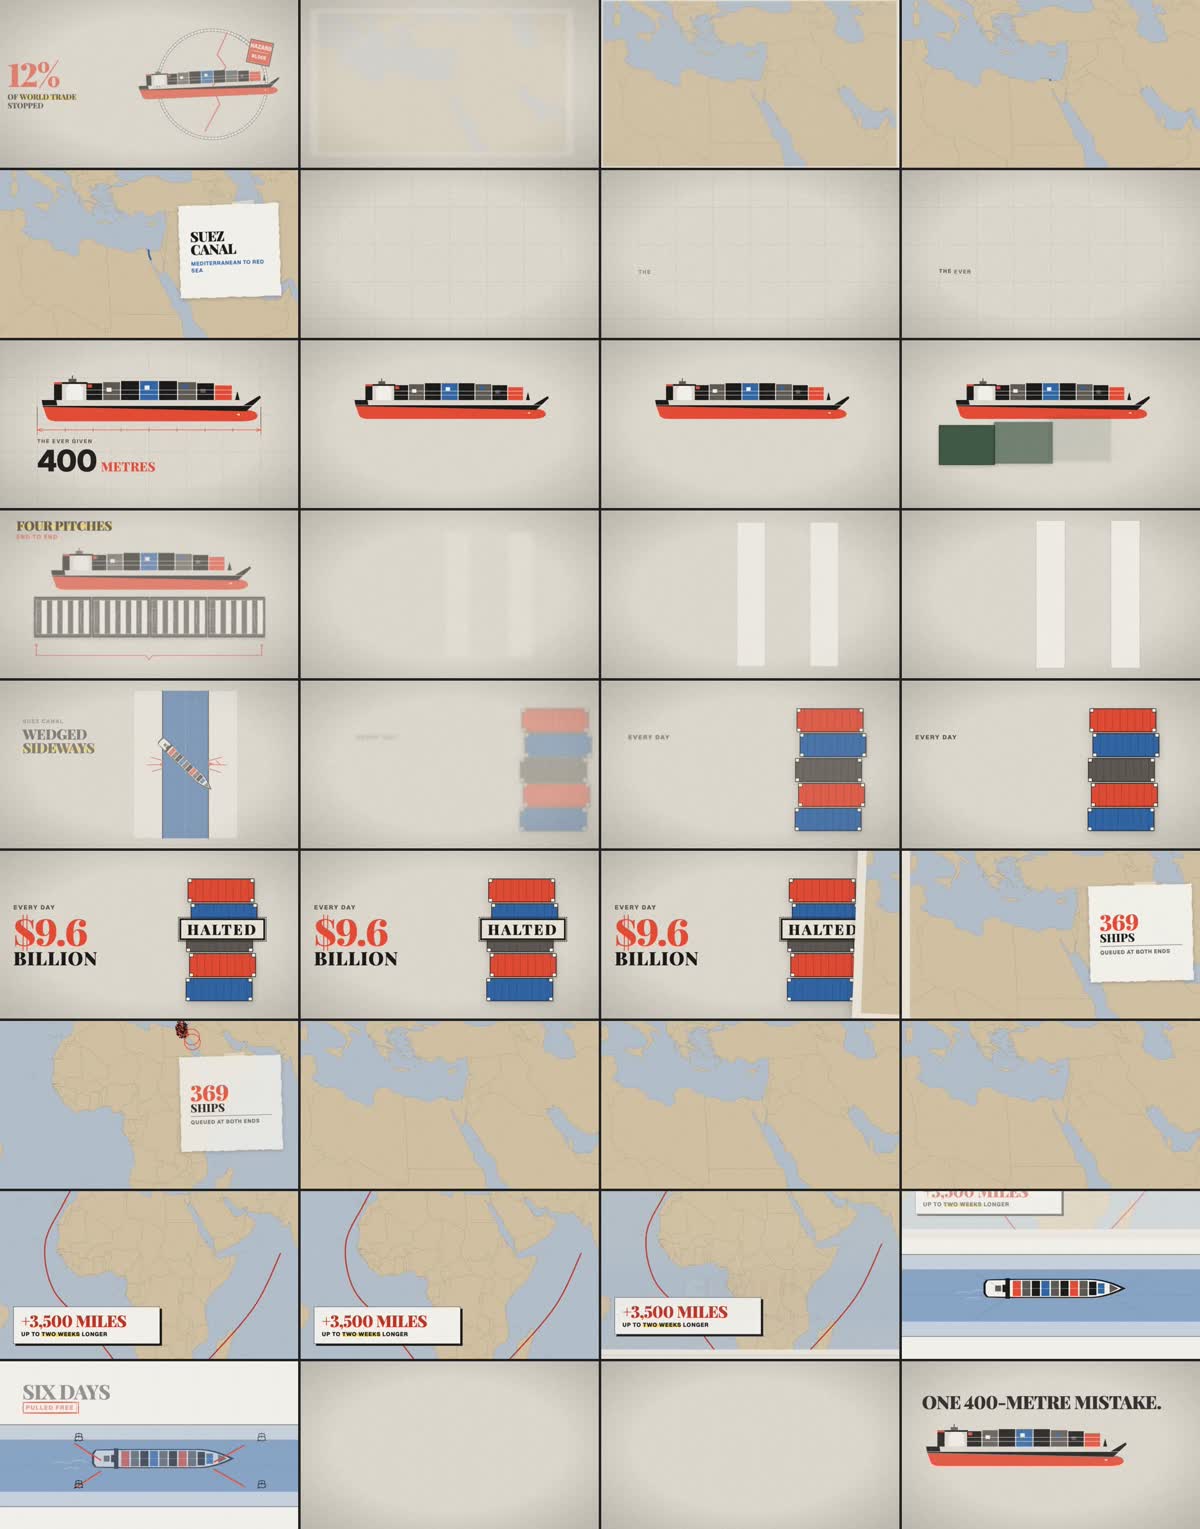 12%
OF WORLD TRADE
STOPPED
HAZARD
SUEZ
CANAL
MEDITERRANEAN TO RED
SEA
THE
THE EVER
THE EVER GIVEN
400 METRES
FOUR PITCHES
END TO END
SUEZ CANAL
WEDGED
SIDEWAYS
EVERY DAY
EVERY DAY
EVERY DAY
EVERY DAY
$9.6
BILLION
HALTED
EVERY DAY
$9.6
BILLION
HALTED
EVERY DAY
$9.6
BILLION
HALTED
369
SHIPS
QUEUED AT BOTH ENDS
369
SHIPS
QUEUED AT BOTH ENDS
+3,500 MILES
UP TO TWO WEEKS LONGER
+3,500 MILES
UP TO TWO WEEKS LONGER
+3,500 MILES
UP TO TWO WEEKS LONGER
+3,500 MILES
UP TO TWO WEEKS LONGER
SIX DAYS
PULLED FREE
ONE 400-METRE MISTAKE.